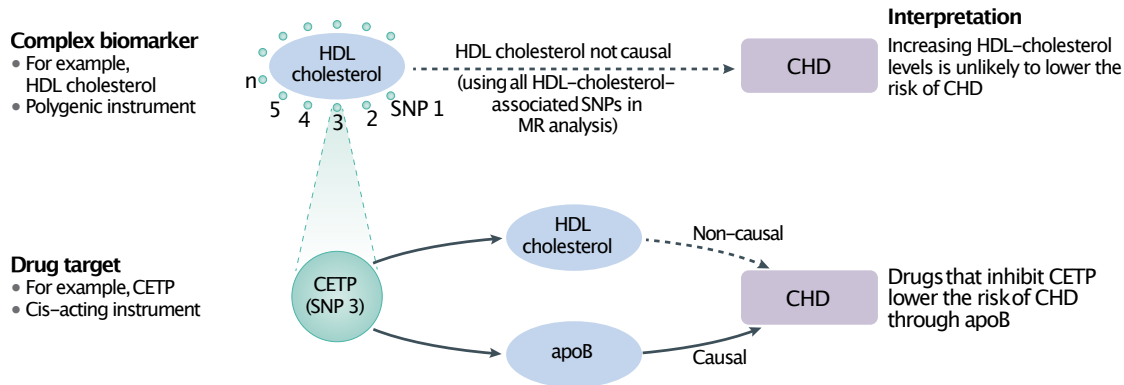 Complex biomarker
• For example,
HDL cholesterol
• Polygenic instrument
HDL
cholesterol
n
5
4
3
2
SNP 1
HDL cholesterol not causal
(using all HDL-cholesterol-
associated SNPs in
MR analysis)
CHD
Interpretation
Increasing HDL-cholesterol
levels is unlikely to lower the
risk of CHD
Drug target
• For example, CETP
• Cis-acting instrument
CETP
(SNP 3)
HDL
cholesterol
Non-causal
apoB
Causal
CHD
Drugs that inhibit CETP
lower the risk of CHD
through apoB